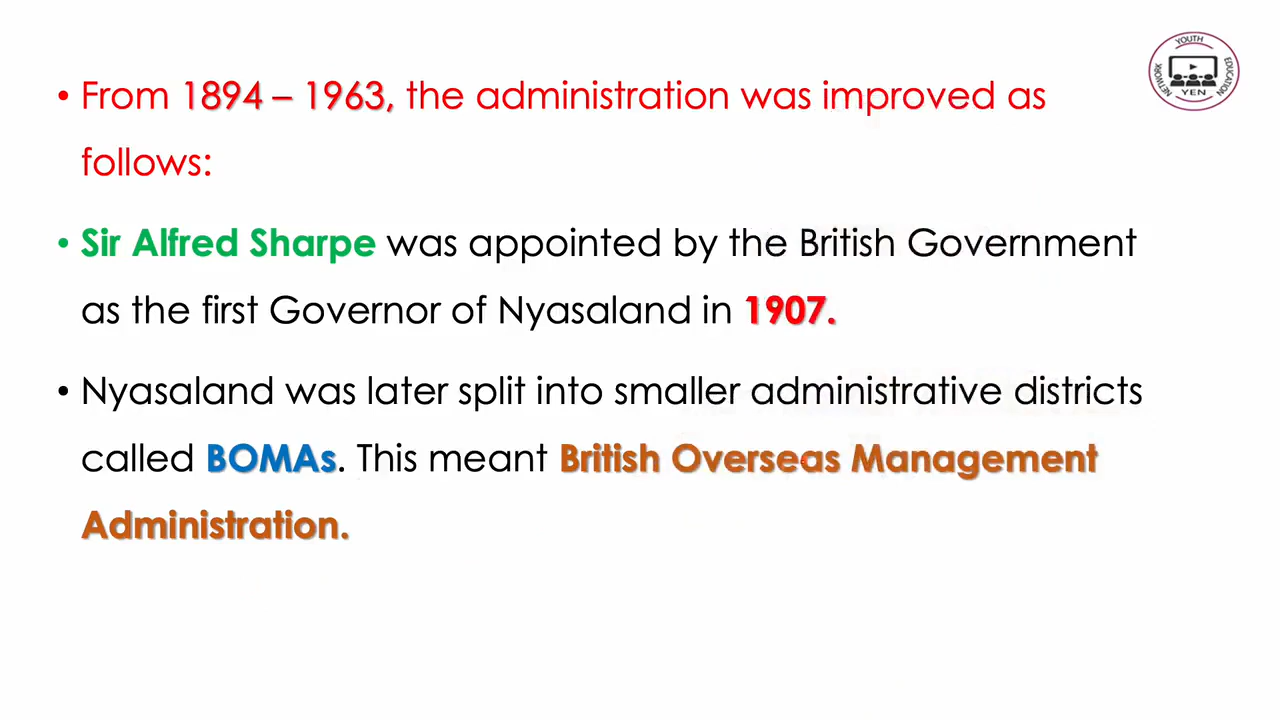 • From 1894 – 1963, the administration was improved as
follows:
• Sir Alfred Sharpe was appointed by the British Government
as the first Governor of Nyasaland in 1907.
• Nyasaland was later split into smaller administrative districts
called BOMAs. This meant British Overseas Management
Administration.
YOUTH
EDUCATION
NETWORK
YEN